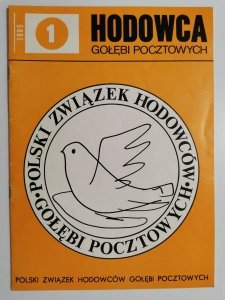 1985
1
HODOWCA
GOŁĘBI POCZTOWYCH
•POLSKI ZWIĄZEK HODOWCÓW•
GOŁĘBI POCZTOWYCH
POLSKI ZWIĄZEK HODOWCÓW GOŁĘBI POCZTOWYCH